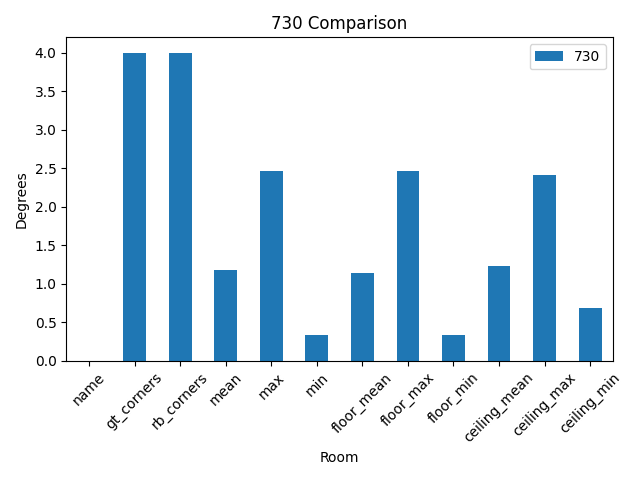 730 Comparison
730
Degrees
4.0
3.5
3.0
2.5
2.0
1.5
1.0
0.5
0.0
name
gt_corners
rb_corners
mean
max
min
floor_mean
floor_max
floor_min
ceiling_mean
ceiling_max
ceiling_min
Room